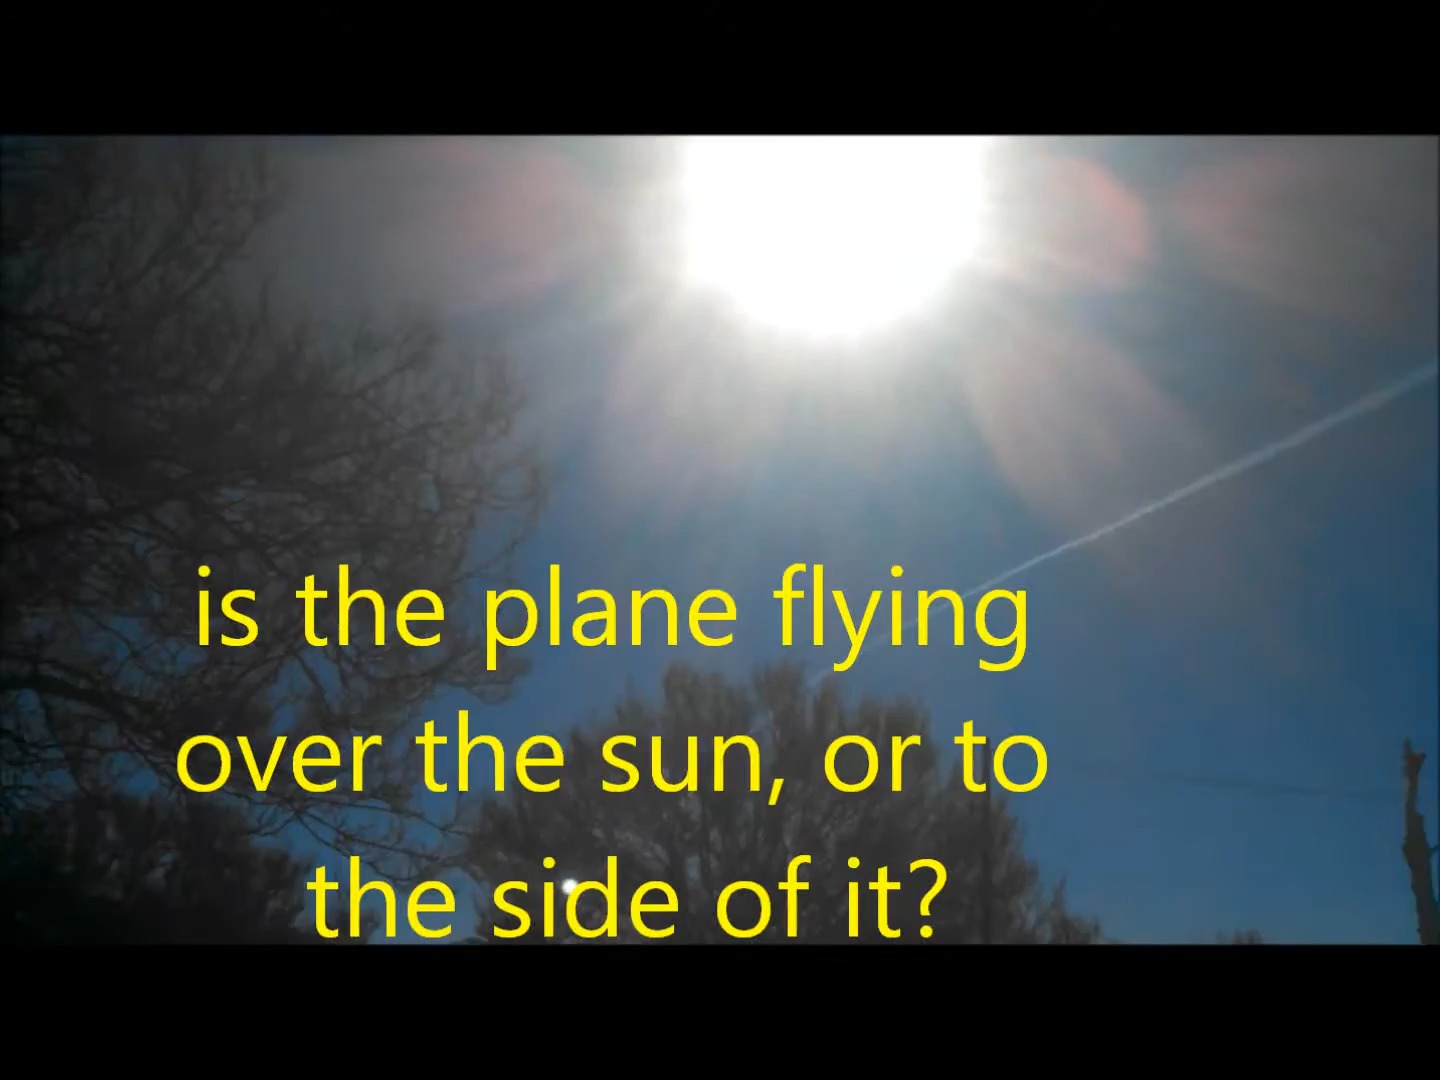 is the plane flying
over the sun, or to
the side of it?